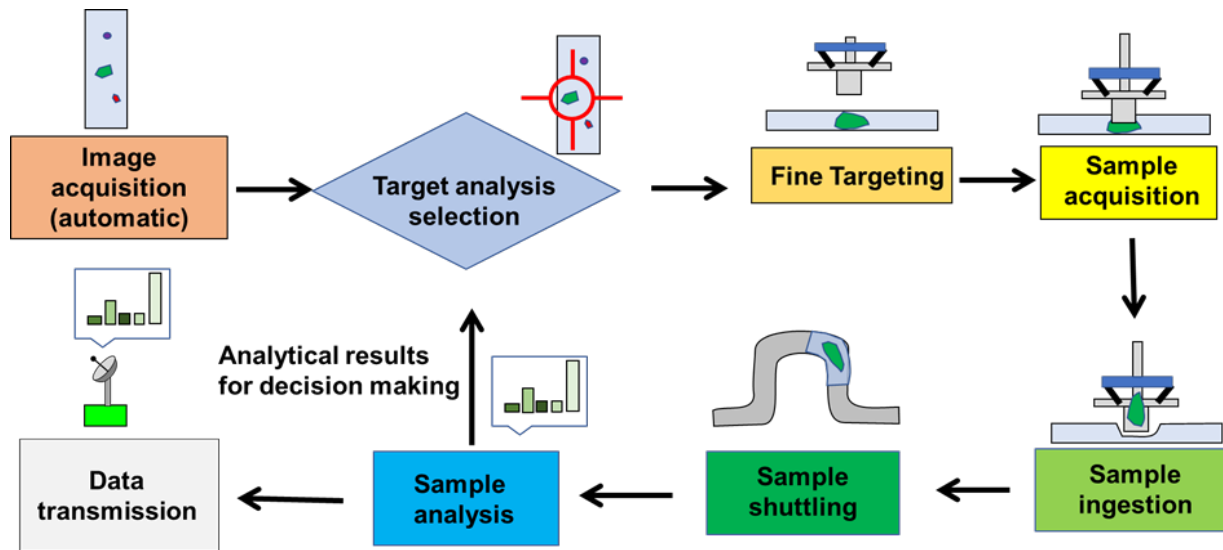 Image
acquisition
(automatic)
Target analysis
selection
Fine Targeting
Sample
acquisition
Analytical results
for decision making
Data
transmission
Sample
analysis
Sample
shuttling
Sample
ingestion